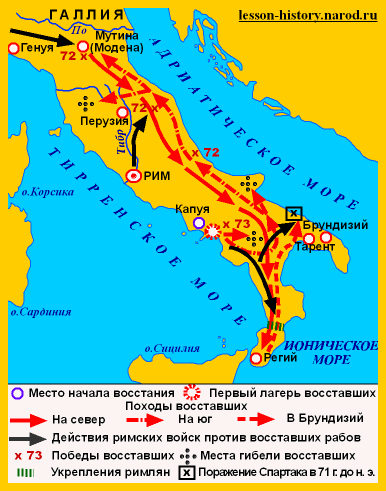 lesson-history.narod.ru
ГАЛЛИЯ
По
Генуя
Мутина
(Модена)
72 x
АДРИАТИЧЕСКОЕ МОРЕ
72 x
Перузия
Тибр
x 72
РИМ
о.Корсика
ТИРРЕНСКОЕ МОРЕ
Капуя
x 73
x
Брундизий
Тарент
о.Сардиния
ИОНИЧЕСКОЕ
МОРЕ
о.Сицилия
Регий
Место начала восстания Первый лагерь восставших
Походы восставших
На север На юг В Брундизий
Действия римских войск против восставших рабов
x 73 Победы восставших Места гибели восставших
Укрепления римлян x Поражение Спартака в 71 г. до н. э.